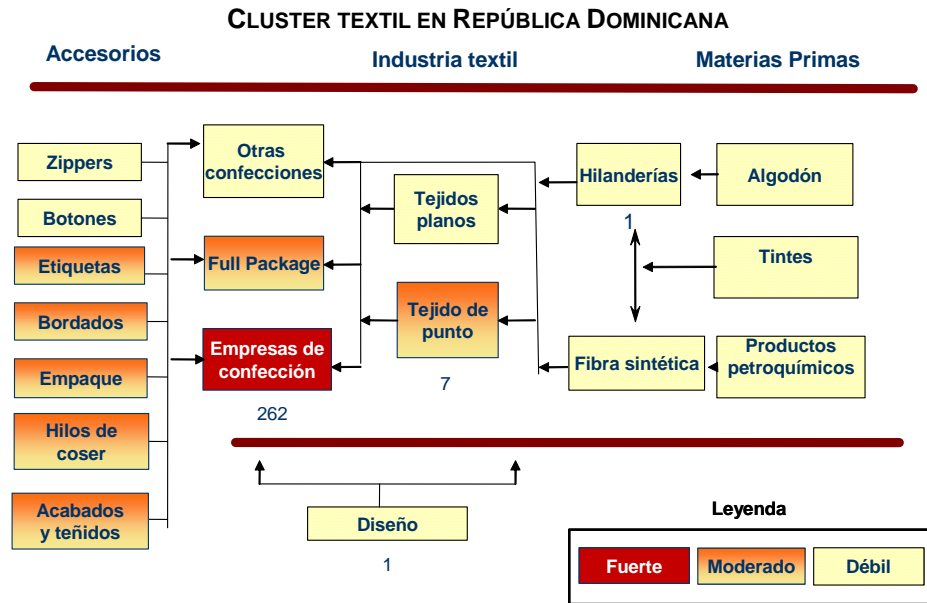 CLUSTER TEXTIL EN REPÚBLICA DOMINICANA
Accesorios
Industria textil
Materias Primas
Zippers
Botones
Etiquetas
Bordados
Empaque
Hilos de
coser
Acabados
y teñidos
Otras
confecciones
Full Package
Empresas de
confección
262
Tejidos
planos
Tejido de
punto
7
Hilanderías
1
Fibra sintética
Algodón
Tintes
Productos
petroquímicos
Diseño
1
Leyenda
Fuerte
Moderado
Débil